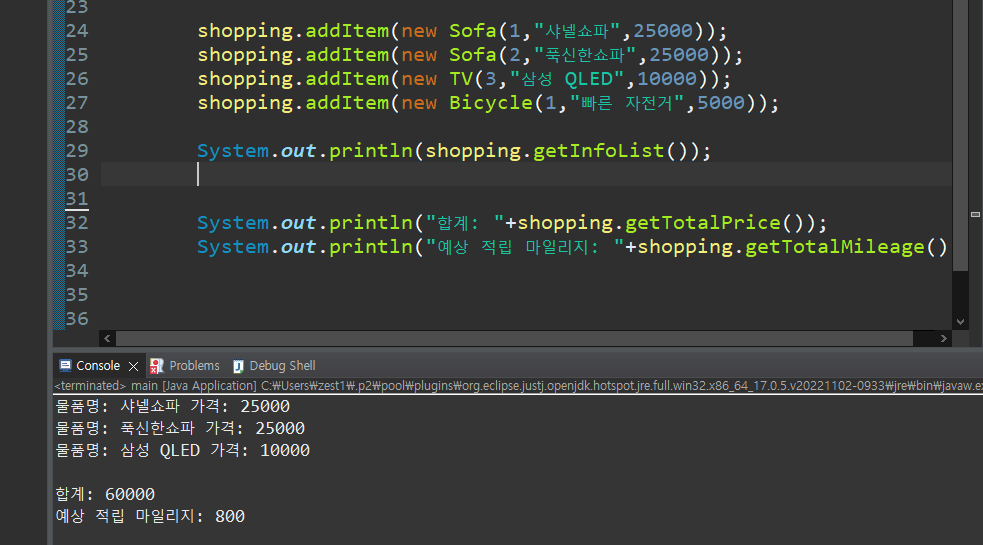 23
24 shopping.addItem(new Sofa(1,"샤넬쇼파",25000));
25 shopping.addItem(new Sofa(2,"푹신한쇼파",25000));
26 shopping.addItem(new TV(3,"삼성 QLED",10000));
27 shopping.addItem(new Bicycle(1,"빠른 자전거",5000));
28
29 System.out.println(shopping.getInfoList());
30
31
32 System.out.println("합계: "+shopping.getTotalPrice());
33 System.out.println("예상 적립 마일리지: "+shopping.getTotalMileage()
34
35
36
Console Problems Debug Shell
<terminated> main [Java Application] C:₩Users₩zest1₩.p2₩pool₩plugins₩org.eclipse.justj.openjdk.hotspot.jre.full.win32.x86_64_17.0.5.v20221102-0933₩jre₩bin₩javaw.e
물품명: 샤넬쇼파 가격: 25000
물품명: 푹신한쇼파 가격: 25000
물품명: 삼성 QLED 가격: 10000
합계: 60000
예상 적립 마일리지: 800